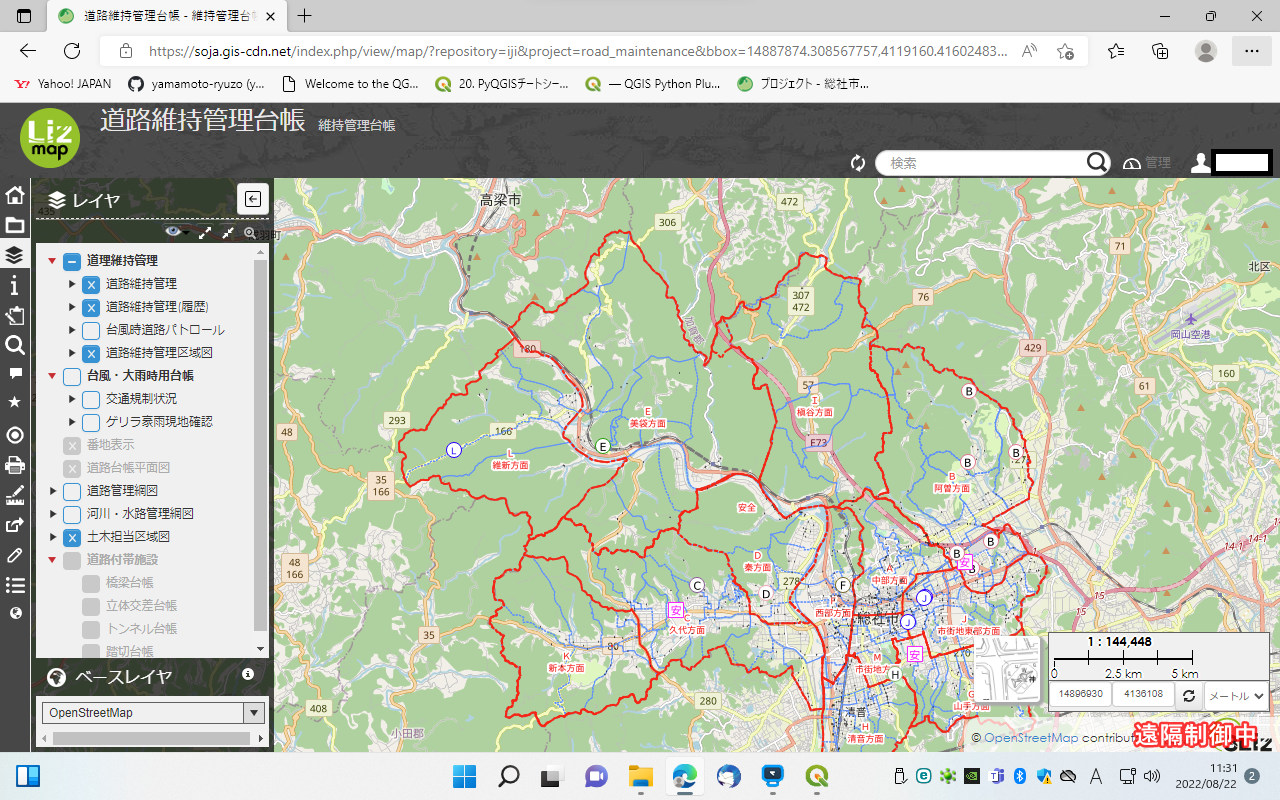 道路維持管理台帳 - 維持管理台帳
https://soja.gis-cdn.net/index.php/view/map/?repository=iji&project=road_maintenance&bbox=14887874.308567757,4119160.41602483...
Yahoo! JAPAN
yamamoto-ryuzo (y...
Welcome to the QG...
20. PyQGISチートシー...
— QGIS Python Plu...
プロジェクト - 総社市...
Liz
map
道路維持管理台帳 維持管理台帳
検索
管理
レイヤ
道理維持管理
道路維持管理
道路維持管理(履歴)
台風時道路パトロール
道路維持管理区域図
台風・大雨時用台帳
交通規制状況
ゲリラ豪雨現地確認
番地表示
道路台帳平面図
道路管理網図
河川・水路管理網図
土木担当区域図
道路付帯施設
橋梁台帳
立体交差台帳
トンネル台帳
踏切台帳
ベースレイヤ
OpenStreetMap
高梁市
306
472
71
北区
307
472
76
加賀郡
岡山空港
180
429
160
61
57
I
槇谷方面
293
E
美袋方面
B
48
166
L
E
L
維新方面
E73
B
B
35
166
B
阿曽方面
安全
14-1
14-1
B
B
安
48
166
D
秦方面
278
A
中部方面
C
D
F
J
15
15
安
C
久代方面
西部方面
総社市
J
市街地東部方面
35
K
新本方面
80
M
市街地方
安
270
H
280
408
清音
G
山手方面
小田郡
H
清音方面
1 : 144,448
0 2.5 km 5 km
14896930 4136108 メートル
© OpenStreetMap contribut
遠隔制御中
11:31
2022/08/22
2